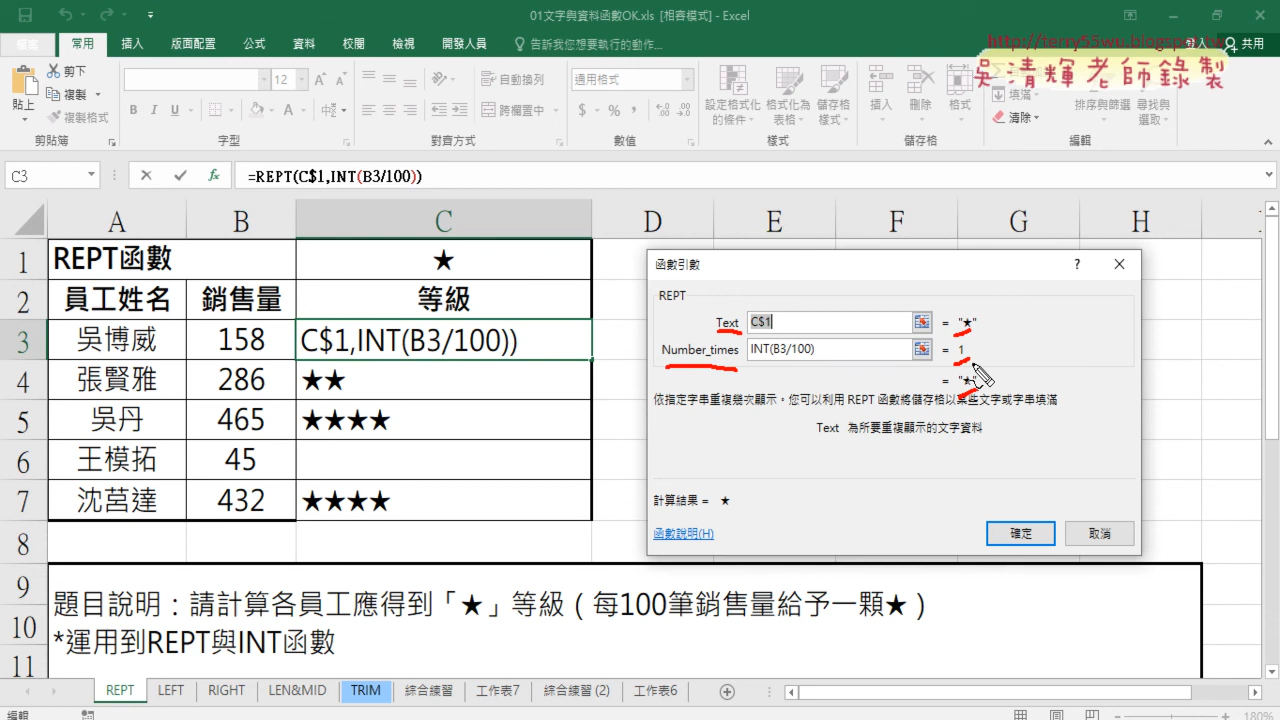 01文字與資料函數OK.xls [相容模式] - Excel
常用 插入 版面配置 公式 資料 校閱 檢視 開發人員 告訴我您想要執行的動作... 登入 共用
http://terry55wu.blogspot.tw
吳清輝老師錄製
貼上 剪下 複製 複製格式 剪貼簿
12 B I U 字型
自動換列 跨欄置中 對齊方式
通用格式 $ % , 數值
設定格式化的條件 格式化為表格 儲存格樣式 樣式
插入 刪除 格式 儲存格
填滿 清除 排序與篩選 尋找與選取 編輯
C3 fx =REPT(C$1,INT(B3/100))
A B C D E F G H
1 REPT函數 ★
2 員工姓名 銷售量 等級
3 吳博威 158 C$1,INT(B3/100))
4 張賢雅 286 ★★
5 吳丹 465 ★★★★
6 王模拓 45
7 沈莒達 432 ★★★★
8
9
10
11
題目說明：請計算各員工應得到「★」等級（每100筆銷售量給予一顆★）
*運用到REPT與INT函數
函數引數 ?
REPT
Text C$1 = "★"
Number_times INT(B3/100) = 1
= "★"
依指定字串重複幾次顯示。您可以利用 REPT 函數將儲存格以某些文字或字串填滿
Text 為所要重複顯示的文字資料
計算結果 = ★
函數說明(H) 確定 取消
REPT LEFT RIGHT LEN&MID TRIM 綜合練習 工作表7 綜合練習 (2) 工作表6
編輯 180%